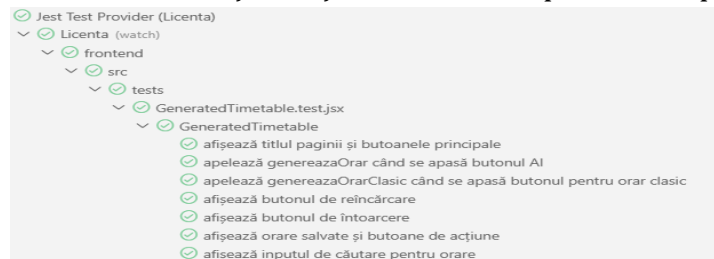 Jest Test Provider (Licenta)
Licenta (watch)
frontend
src
tests
GeneratedTimetable.test.jsx
GeneratedTimetable
afișează titlul paginii și butoanele principale
apelează genereazaOrar când se apasă butonul AI
apelează genereazaOrarClasic când se apasă butonul pentru orar clasic
afișează butonul de reîncărcare
afișează butonul de întoarcere
afișează orare salvate și butoane de acțiune
afișează inputul de căutare pentru orare